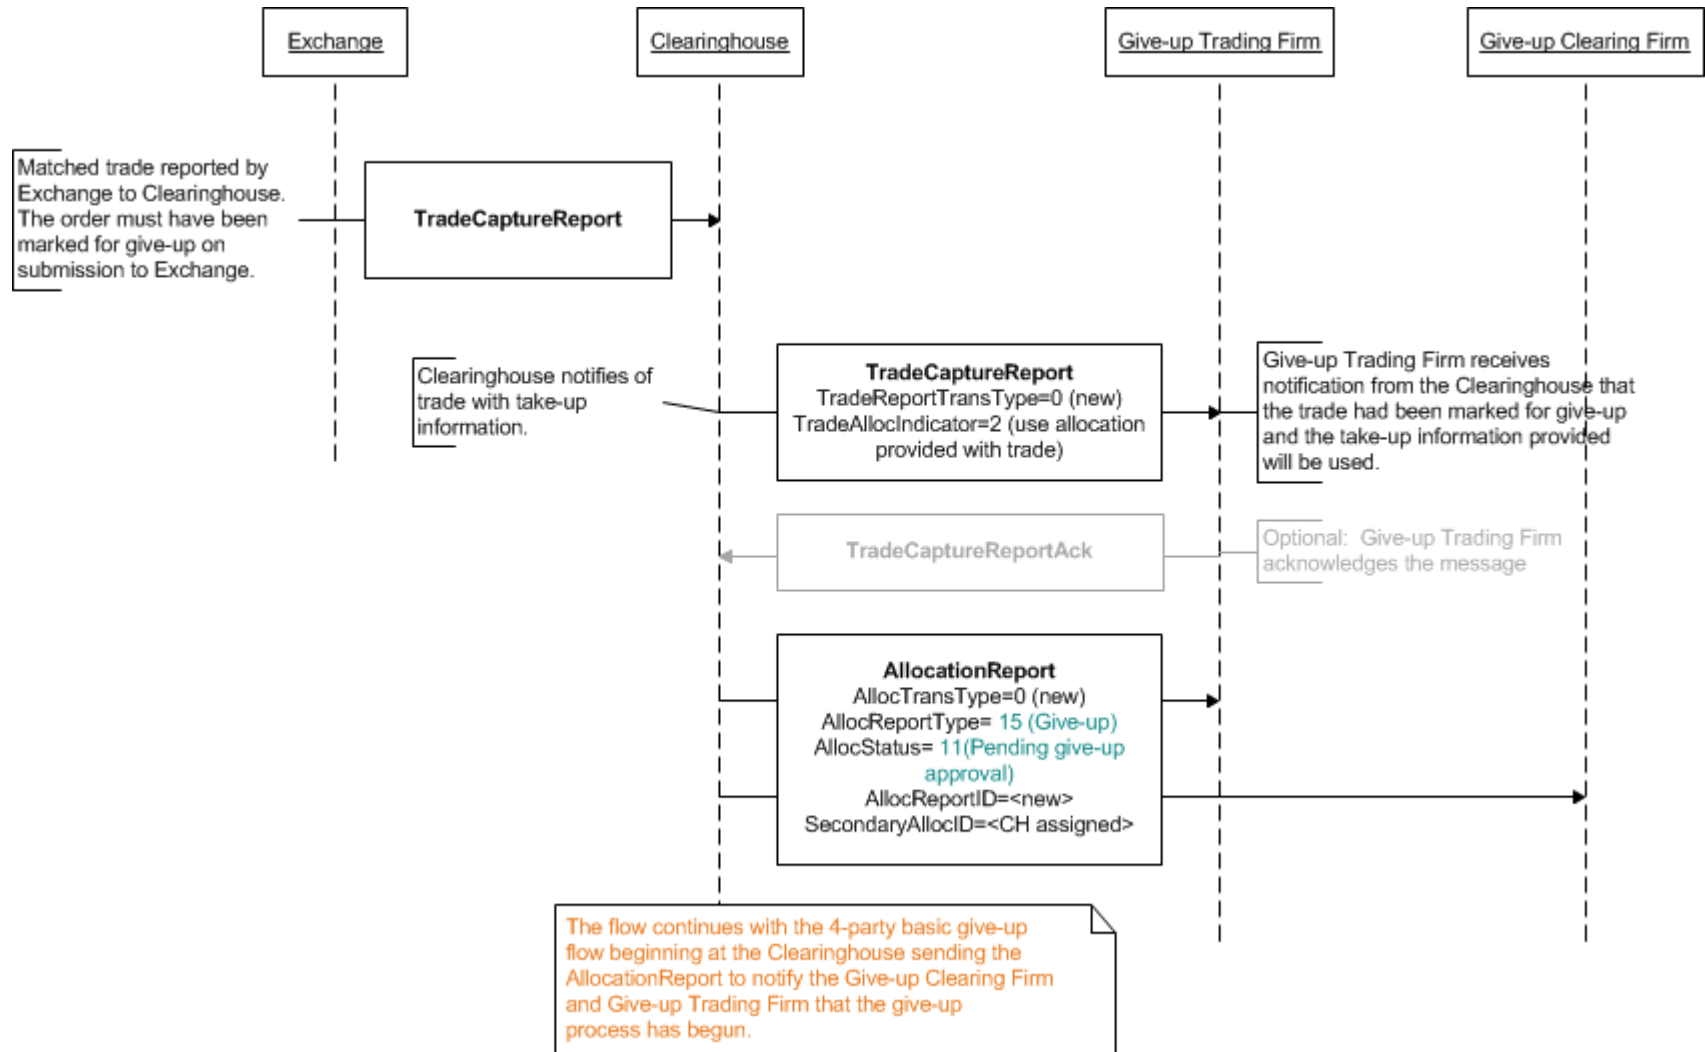 Exchange
Clearinghouse
Give-up Trading Firm
Give-up Clearing Firm
Matched trade reported by
Exchange to Clearinghouse.
The order must have been
marked for give-up on
submission to Exchange.
TradeCaptureReport
Clearinghouse notifies of
trade with take-up
information.
TradeCaptureReport
TradeReportTransType=0 (new)
TradeAllocIndicator=2 (use allocation
provided with trade)
Give-up Trading Firm receives
notification from the Clearinghouse that
the trade had been marked for give-up
and the take-up information provided
will be used.
TradeCaptureReportAck
Optional:  Give-up Trading Firm
acknowledges the message
AllocationReport
AllocTransType=0 (new)
AllocReportType= 15 (Give-up)
AllocStatus= 11(Pending give-up
approval)
AllocReportID=<new>
SecondaryAllocID=<CH assigned>
The flow continues with the 4-party basic give-up
flow beginning at the Clearinghouse sending the
AllocationReport to notify the Give-up Clearing Firm
and Give-up Trading Firm that the give-up
process has begun.